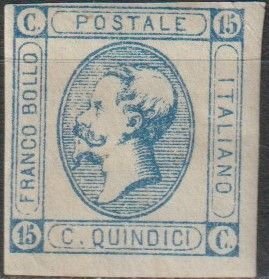 C. POSTALE 15
FRANCO BOLLO
ITALIANO
15 C. QUINDICI C.